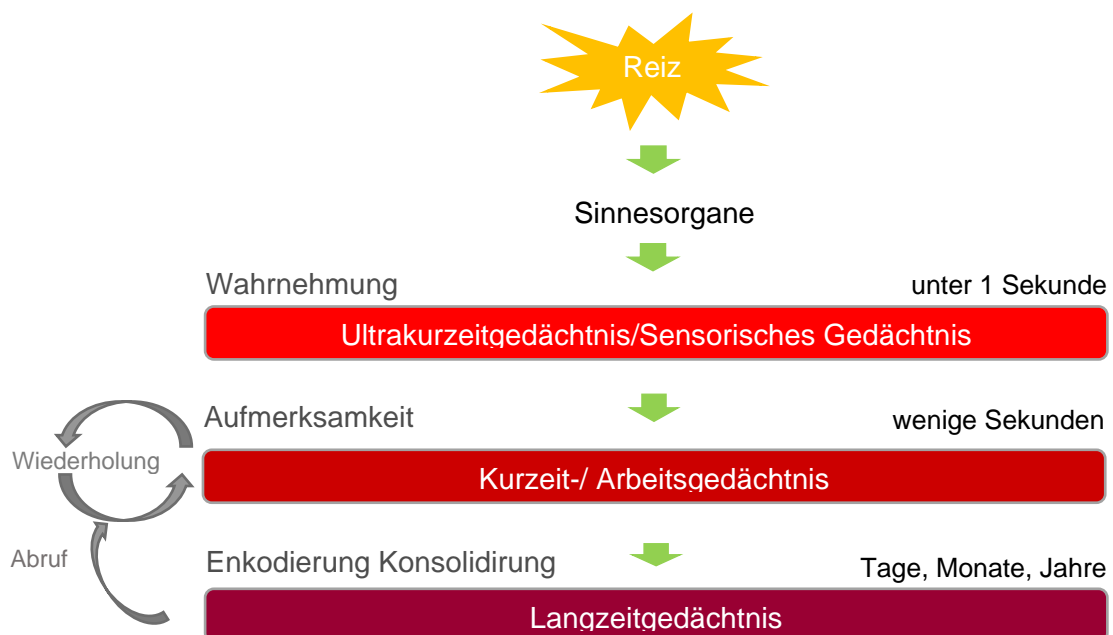 Reiz
Sinnesorgane
Wahrnehmung
unter 1 Sekunde
Ultrakurzeitgedächtnis/Sensorisches Gedächtnis
Aufmerksamkeit
wenige Sekunden
Wiederholung
Kurzeit-/ Arbeitsgedächtnis
Abruf
Enkodierung Konsolidirung
Tage, Monate, Jahre
Langzeitgedächtnis